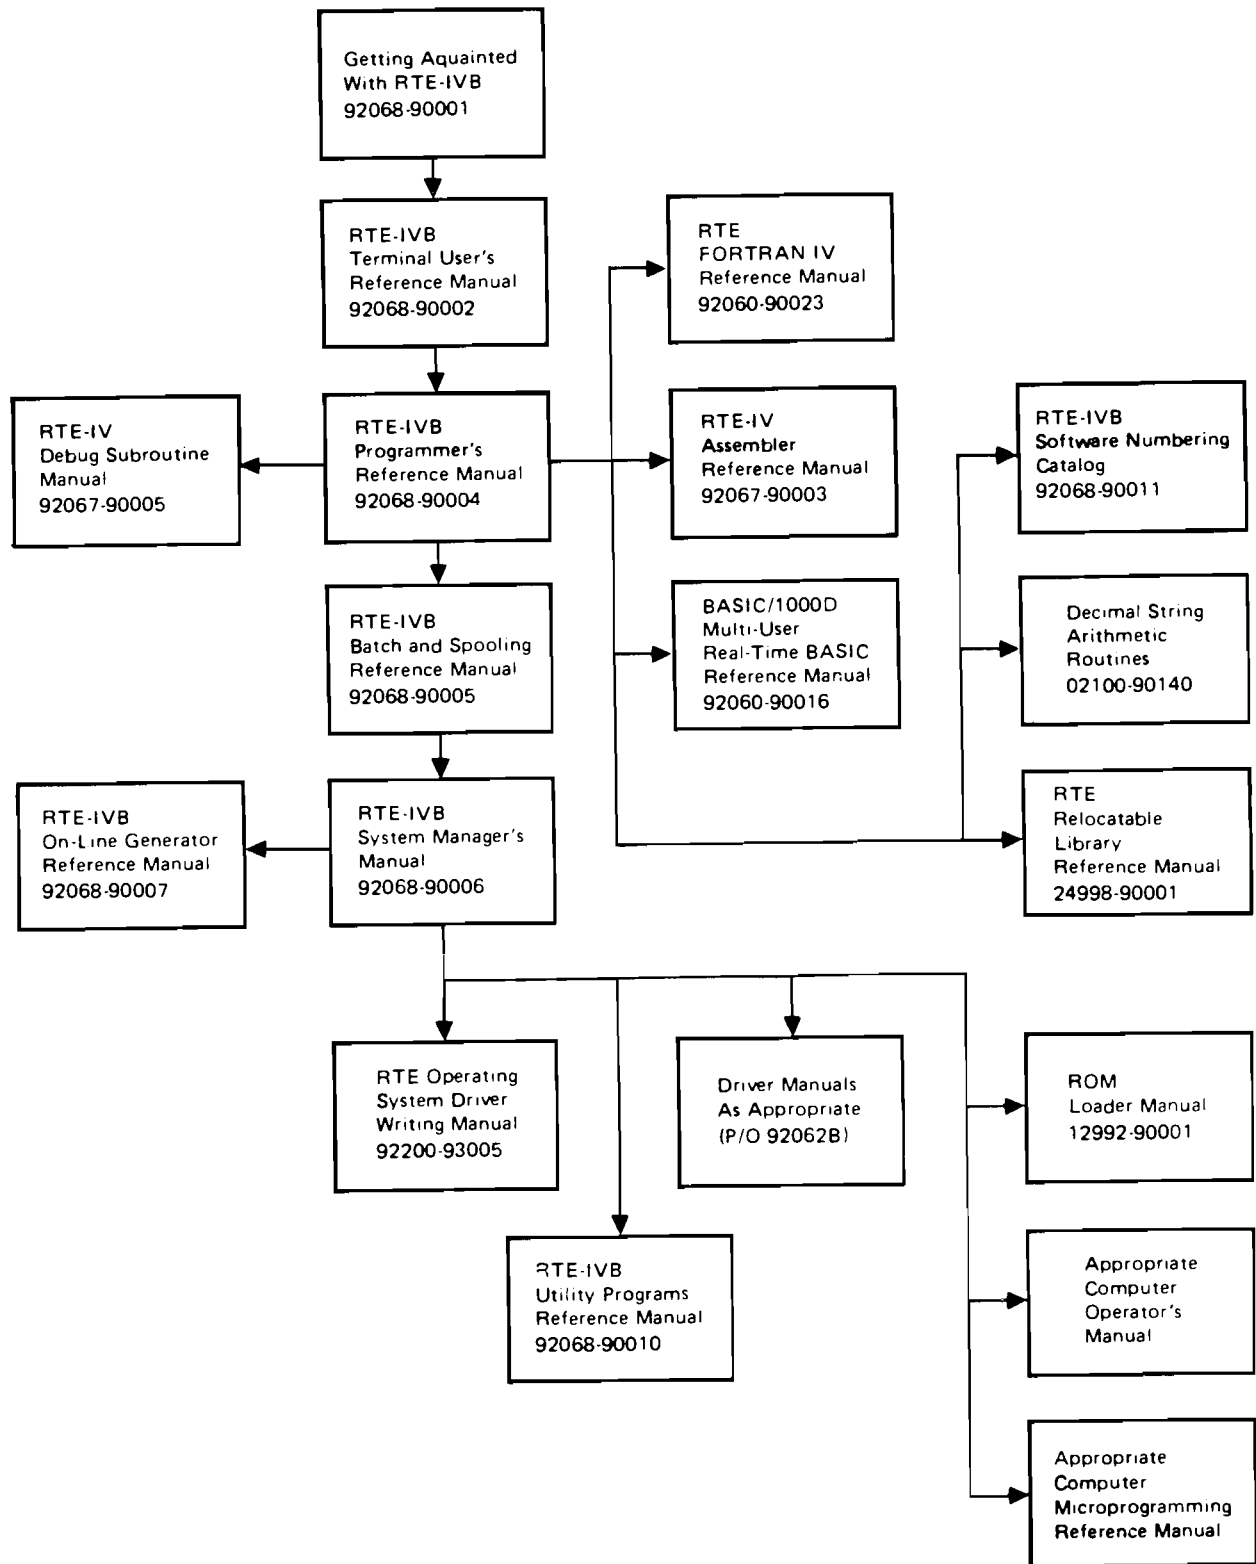 Getting Aquainted
With RTE-IVB
92068-90001
RTE-IVB
Terminal User's
Reference Manual
92068-90002
RTE
FORTRAN IV
Reference Manual
92060-90023
RTE-IV
Debug Subroutine
Manual
92067-90005
RTE-IVB
Programmer's
Reference Manual
92068-90004
RTE-IV
Assembler
Reference Manual
92067-90003
RTE-IVB
Software Numbering
Catalog
92068-90011
RTE-IVB
Batch and Spooling
Reference Manual
92068-90005
BASIC/1000D
Multi-User
Real-Time BASIC
Reference Manual
92060-90016
Decimal String
Arithmetic
Routines
02100-90140
RTE-IVB
On-Line Generator
Reference Manual
92068-90007
RTE-IVB
System Manager's
Manual
92068-90006
RTE
Relocatable
Library
Reference Manual
24998-90001
RTE Operating
System Driver
Writing Manual
92200-93005
Driver Manuals
As Appropriate
(P/O 92062B)
ROM
Loader Manual
12992-90001
RTE-IVB
Utility Programs
Reference Manual
92068-90010
Appropriate
Computer
Operator's
Manual
Appropriate
Computer
Microprogramming
Reference Manual